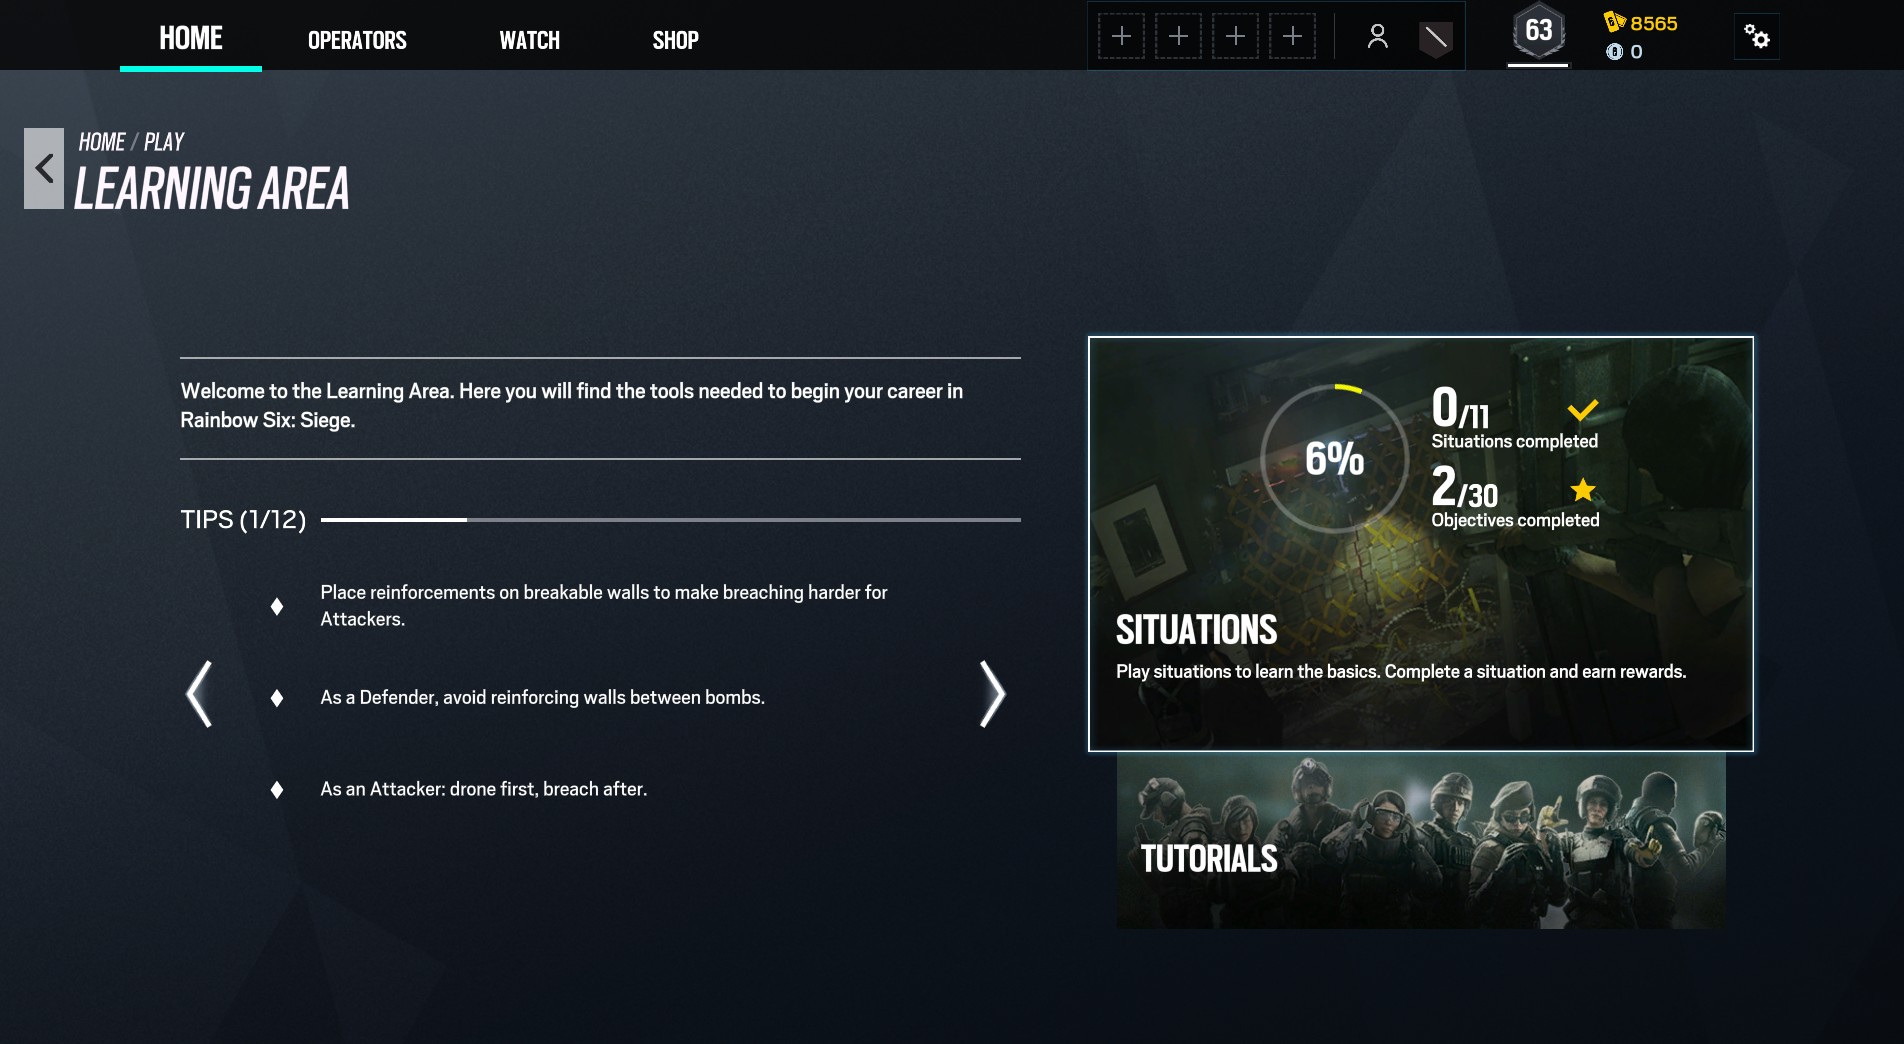 HOME
OPERATORS
WATCH
SHOP
63
8565
0
HOME / PLAY
LEARNING AREA
Welcome to the Learning Area. Here you will find the tools needed to begin your career in
Rainbow Six: Siege.
TIPS (1/12)
Place reinforcements on breakable walls to make breaching harder for
Attackers.
As a Defender, avoid reinforcing walls between bombs.
As an Attacker: drone first, breach after.
6%
0/11
Situations completed
2/30
Objectives completed
SITUATIONS
Play situations to learn the basics. Complete a situation and earn rewards.
TUTORIALS